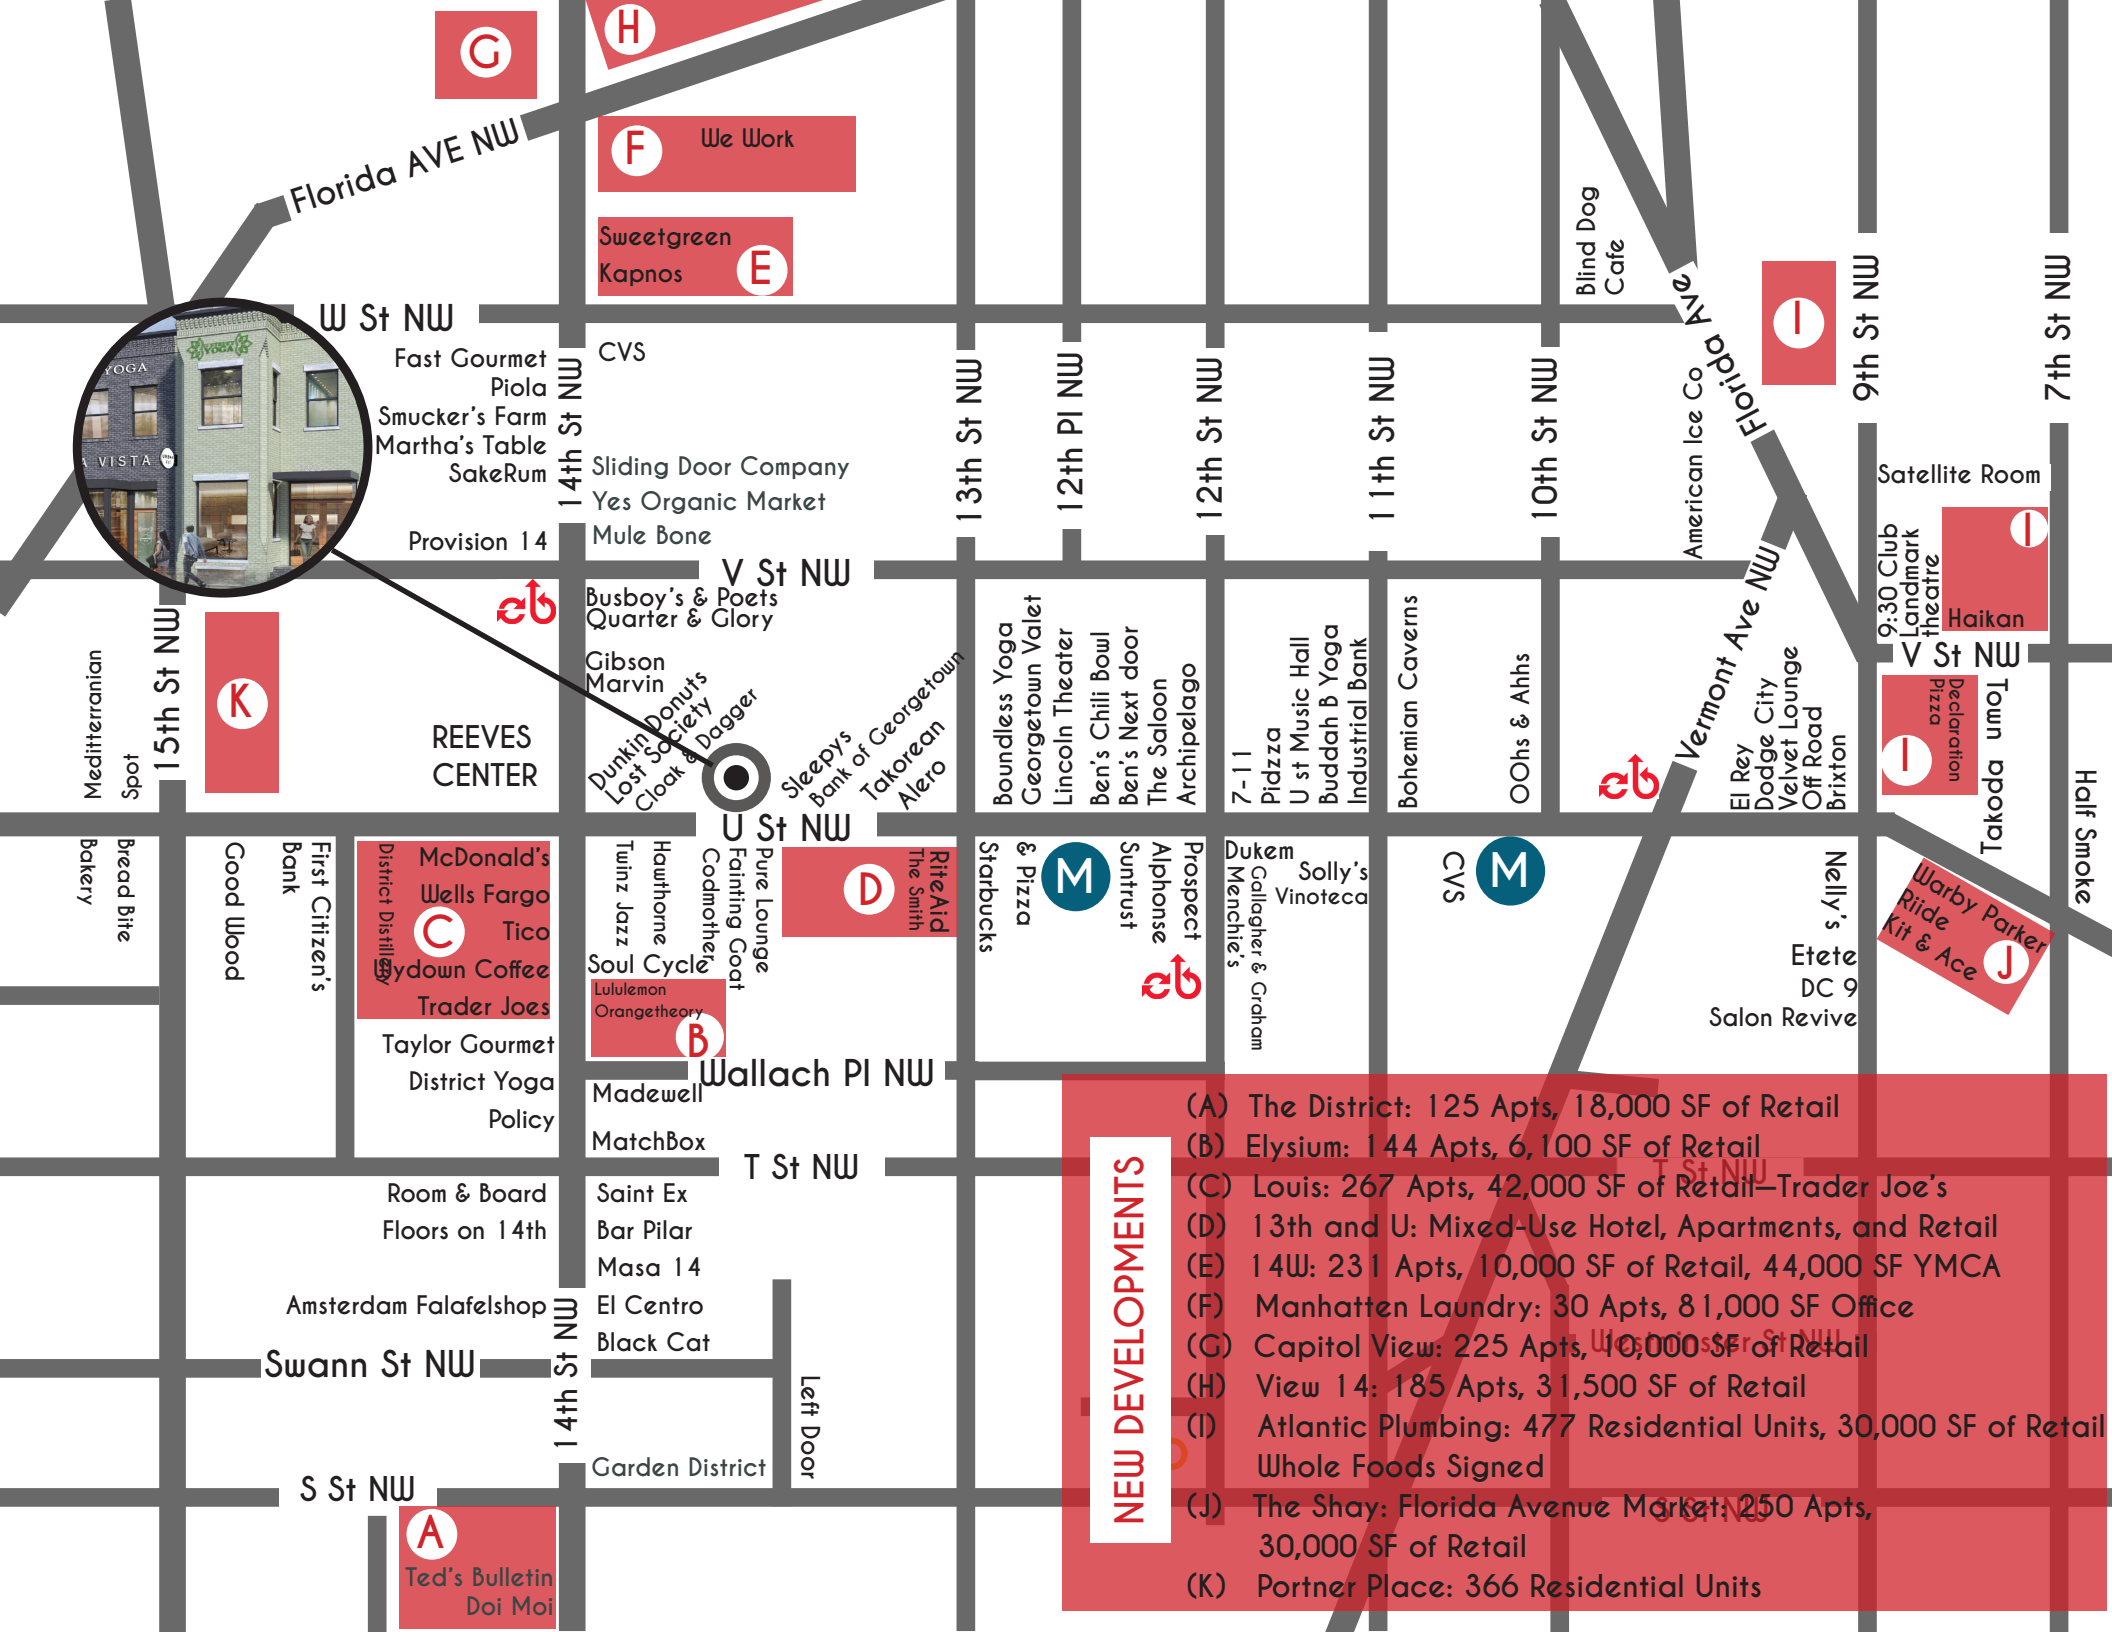 G
H
Florida AVE NW
F
We Work
Sweetgreen
Kapnos
E
Blind Dog
Cafe
W St NW
YOGA
YOGA
A VISTA
Fast Gourmet
Piola
Smucker's Farm
Martha's Table
SakeRum
Provision 14
14th St NW
CVS
Sliding Door Company
Yes Organic Market
Mule Bone
13th St NW
12th Pl NW
12th St NW
11th St NW
10th St NW
American Ice Co
Florida Ave
I
9th St NW
7th St NW
Satellite Room
9:30 Club
Landmark
theatre
I
Haikan
V St NW
V St NW
Busboy's & Poets
Quarter & Glory
Gibson
Marvin
Dunkin Donuts
Lost Society
Cloak & Dagger
Sleepys
Bank of Georgetown
Takorean
Alero
Boundless Yoga
Georgetown Valet
Lincoln Theater
Ben's Chili Bowl
Ben's Next door
The Saloon
Archipelago
7-11
Pidzza
U st Music Hall
Buddah B Yoga
Industrial Bank
Bohemian Caverns
OOhs & Ahhs
Vermont Ave NW
El Rey
Dodge City
Velvet Lounge
Off Road
Brixton
Declaration
Pizza
I
Takoda
Town
Half Smoke
Meditterranian
Spot
15th St NW
K
REEVES
CENTER
cb
cb
U St NW
Bakery
Bread Bite
Good Wood
First Citizen's
Bank
District Distillery
McDonald's
Wells Fargo
C
Tico
Wydown Coffee
Trader Joes
Taylor Gourmet
District Yoga
Policy
Twinz Jazz
Hawthorne
Codmother
Fainting Goat
Pure Lounge
D
RiteAid
The Smith
Soul Cycle
Lululemon
Orangetheory
B
Starbucks
& Pizza
M
Suntrust
Alphonse
Prospect
cb
Dukem
Menchie's
Gallagher & Graham
Solly's
Vinoteca
CVS
M
Nelly's
Etete
DC 9
Salon Revive
Warby Parker
Riide
Kit & Ace
J
Wallach Pl NW
Madewell
MatchBox
T St NW
Room & Board
Floors on 14th
Saint Ex
Bar Pilar
Masa 14
Amsterdam Falafelshop
El Centro
Black Cat
14th St NW
Swann St NW
Left Door
Garden District
S St NW
A
Ted's Bulletin
Doi Moi
NEW DEVELOPMENTS
(A) The District: 125 Apts, 18,000 SF of Retail
(B) Elysium: 144 Apts, 6,100 SF of Retail
T St NW
(C) Louis: 267 Apts, 42,000 SF of Retail—Trader Joe's
(D) 13th and U: Mixed-Use Hotel, Apartments, and Retail
(E) 14W: 231 Apts, 10,000 SF of Retail, 44,000 SF YMCA
(F) Manhatten Laundry: 30 Apts, 81,000 SF Office
Westminster St NW
(G) Capitol View: 225 Apts, 10,000 SF of Retail
(H) View 14: 185 Apts, 31,500 SF of Retail
(I) Atlantic Plumbing: 477 Residential Units, 30,000 SF of Retail
Whole Foods Signed
S St NW
(J) The Shay: Florida Avenue Market: 250 Apts,
30,000 SF of Retail
(K) Portner Place: 366 Residential Units